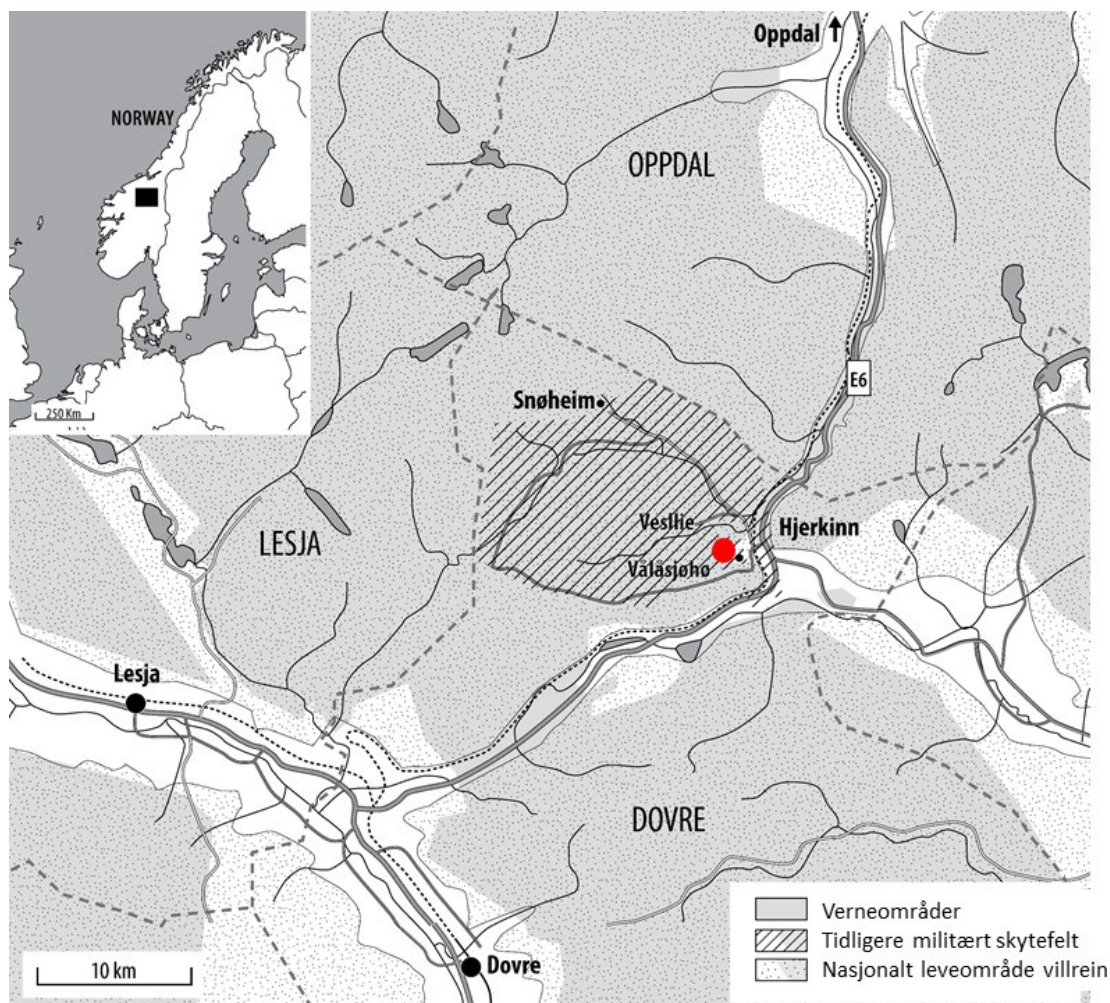 NORWAY
250 Km
Oppdal
OPPDAL
E6
Snøheim
Vesllie
Hjerkinn
Vålåsjøhø
LESJA
Lesja
DOVRE
Dovre
10 km
Verneområder
Tidligere militært skytefelt
Nasjonalt leveområde villrein